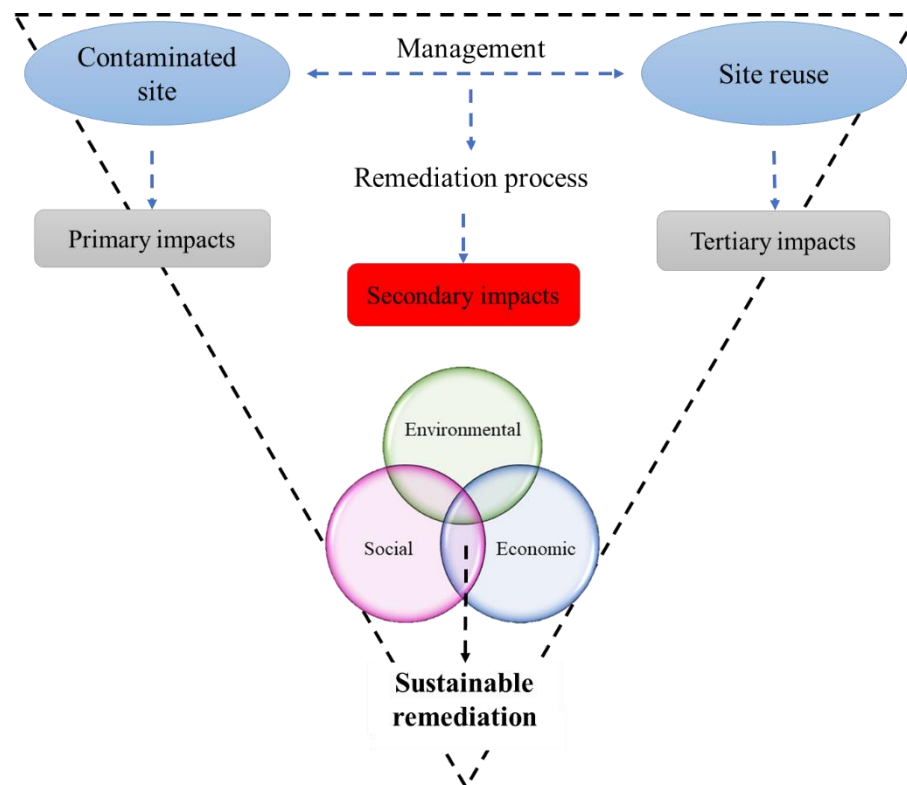 Contaminated
site
Management
Site reuse
Remediation process
Primary impacts
Tertiary impacts
Secondary impacts
Environmental
Social
Economic
Sustainable
remediation